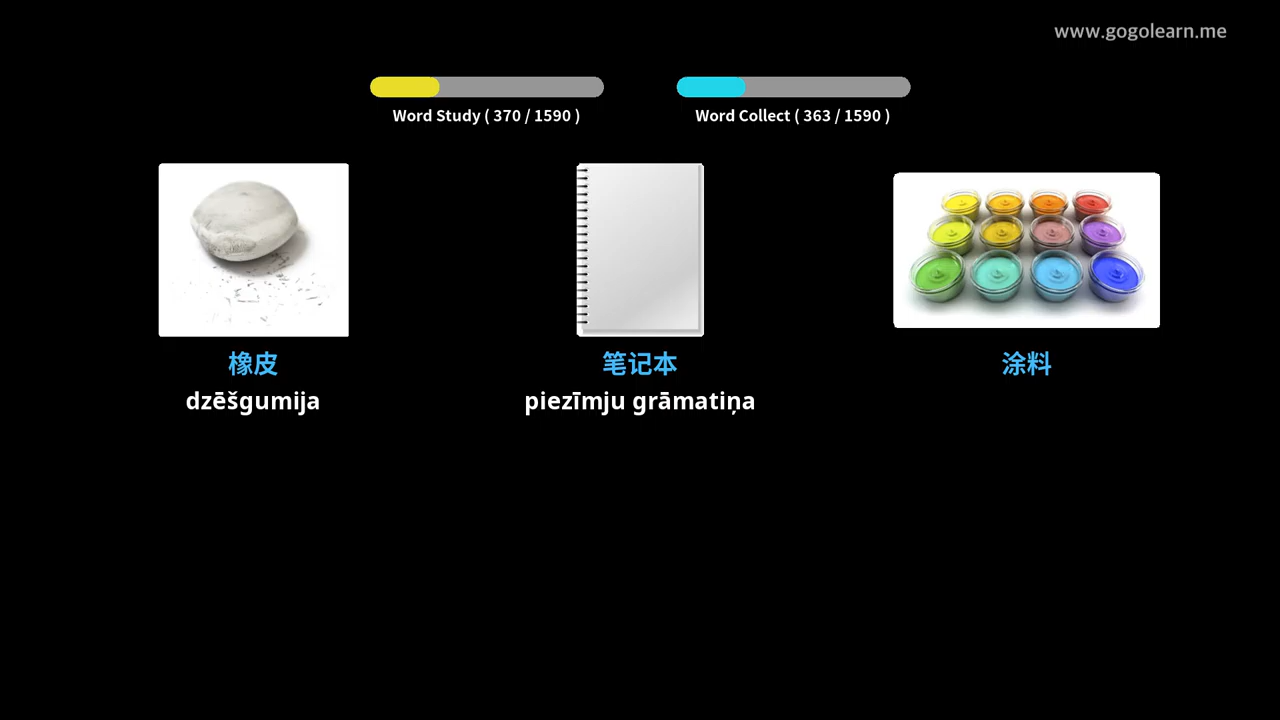 www.gogolearn.me
Word Study ( 370 / 1590 )
Word Collect ( 363 / 1590 )
橡皮
笔记本
涂料
dzēšgumija
piezīmju grāmatiņa